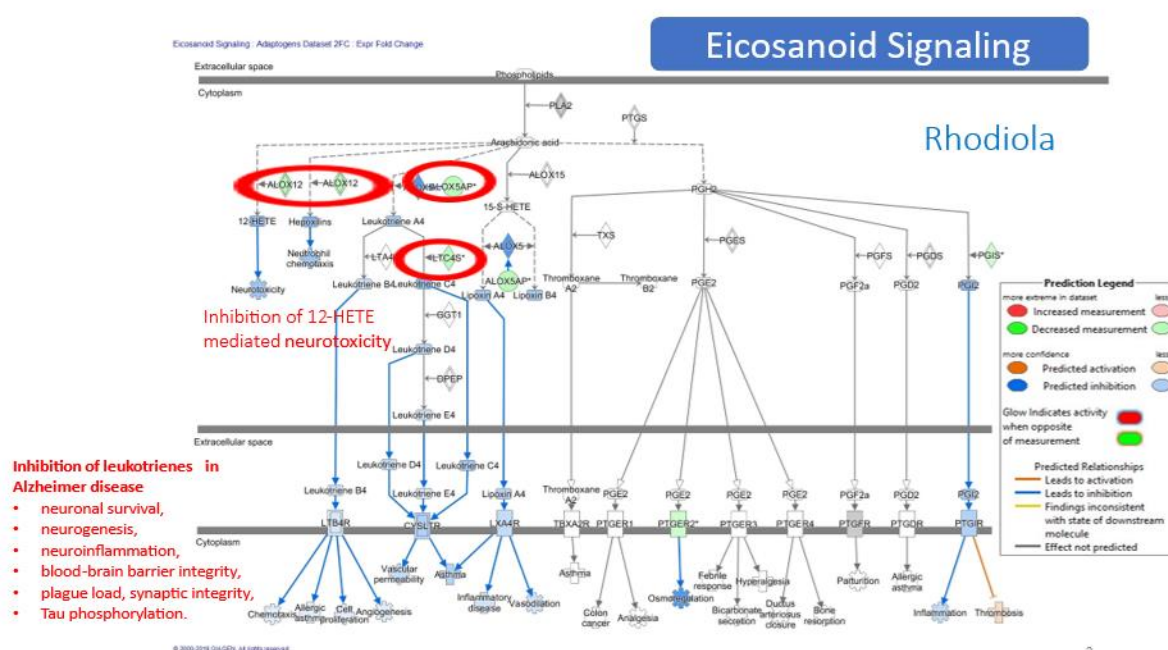 Eicosanoid Signaling : Adaptogens Dataset 2FC : Expr Fold Change
Eicosanoid Signaling
Rhodiola
Extracellular space
Cytoplasm
Phospholipids
PLA2
PTGS
Arachidonic acid
ALOX12
ALOX12
ALOX5AP*
ALOX15
PGH2
12-HETE
Hepoxilins
Leukotriene A4
15-S-HETE
Neutrophil
chemotaxis
LTA4
LTC4S*
ALOX5
TXS
PGES
PGFS
PGDS
PGIS*
Neurotoxicity
Leukotriene B4
Leukotriene C4
ALOX5AP*
Lipoxin A4
Lipoxin B4
Thromboxane
A2
Thromboxane
B2
PGE2
PGF2a
PGD2
PGI2
Inhibition of 12-HETE
mediated neurotoxicity
GGT1
Leukotriene D4
DPEP
Leukotriene E4
Prediction Legend
more extreme in dataset
less
Increased measurement
Decreased measurement
more confidence
less
Predicted activation
Predicted inhibition
Glow Indicates activity
when opposite
of measurement
Predicted Relationships
Leads to activation
Leads to inhibition
Findings inconsistent
with state of downstream
molecule
Effect not predicted
Extracellular space
Leukotriene D4
Leukotriene C4
Leukotriene B4
Leukotriene E4
Lipoxin A4
Thromboxane
A2
PGE2
PGE2
PGE2
PGE2
PGF2a
PGD2
PGI2
LTB4R
CYSLTR
LXA4R
TBXA2R
PTGER1
PTGER2*
PTGER3
PTGER4
PTGFR
PTGDR
PTGIR
Cytoplasm
Inhibition of leukotrienes in
Alzheimer disease
• neuronal survival,
• neurogenesis,
• neuroinflammation,
• blood-brain barrier integrity,
• plague load, synaptic integrity,
• Tau phosphorylation.
Chemotaxis
Allergic
asthma
Cell
proliferation
Angiogenesis
Vascular
permeability
Asthma
Inflammatory
disease
Vasodilation
Asthma
Colon
cancer
Analgesia
Osmoregulation
Febrile
response
Bicarbonate
secretion
Hyperalgesia
Ductus
arteriosus
closure
Bone
resorption
Parturition
Allergic
asthma
Inflammation
Thrombosis